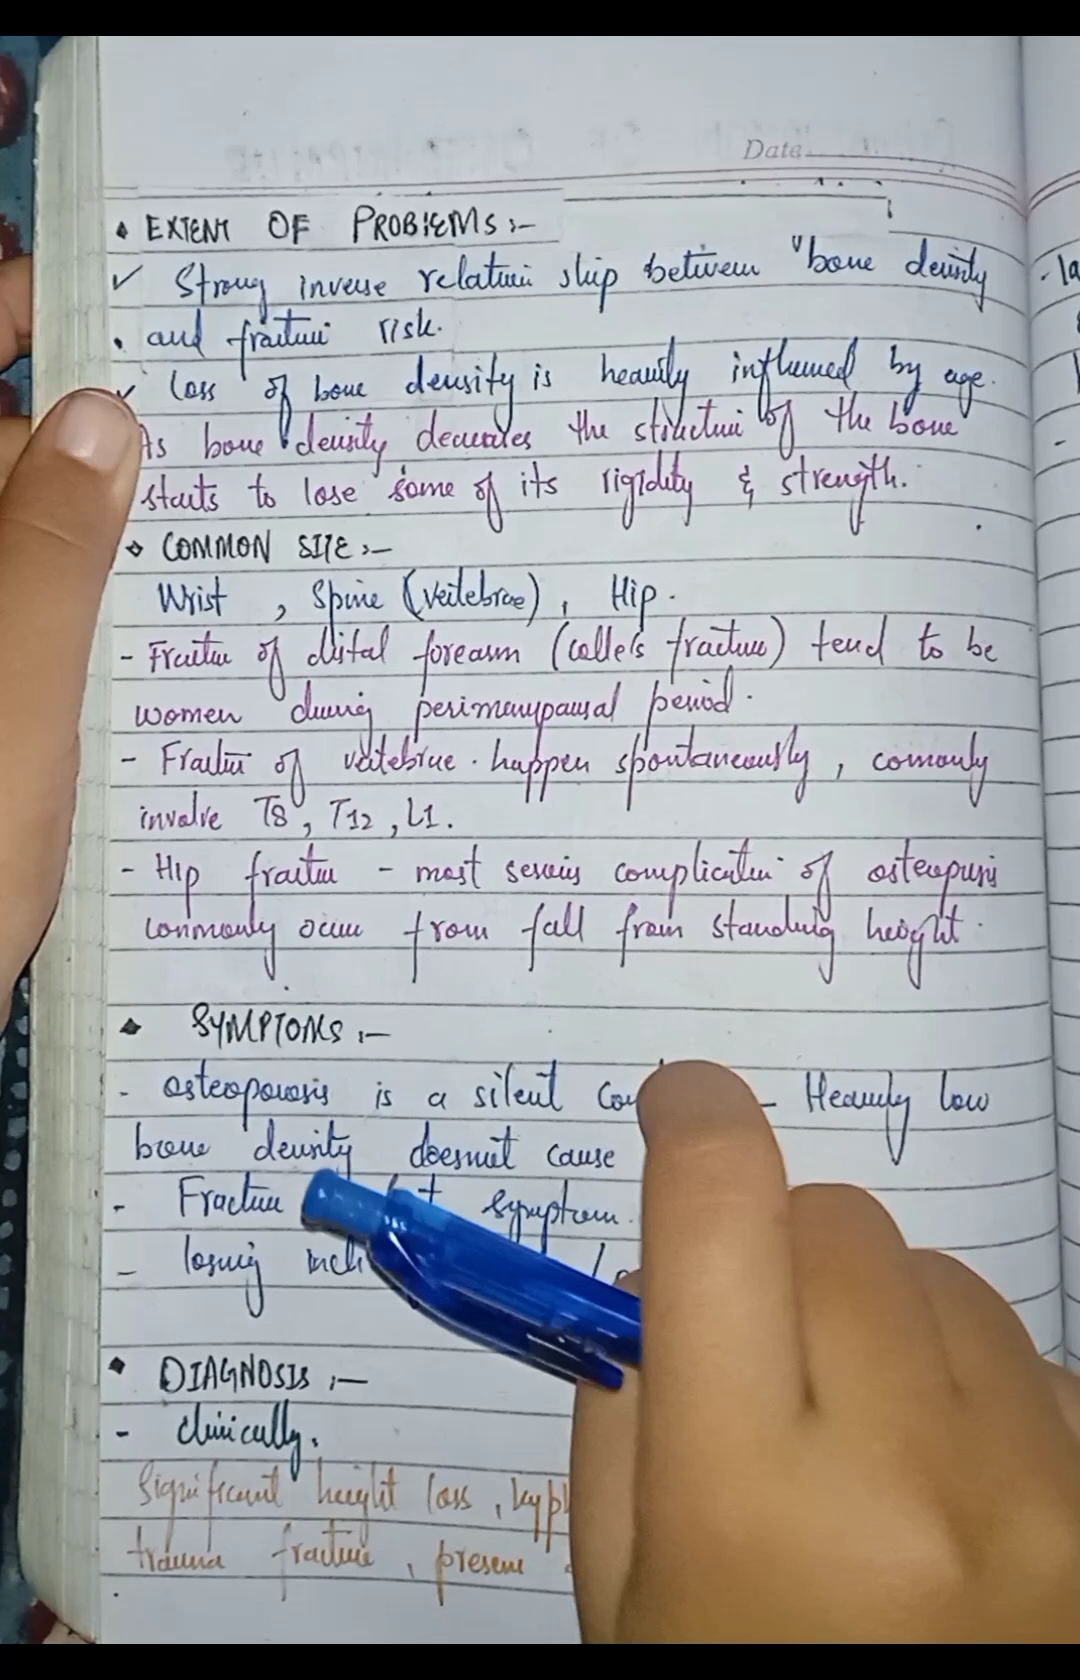 Date
EXTENT OF PROBLEMS :-
✓ Strong inverse relation ship between "bone density
and fracture risk.
✓ Loss of bone density is heavily influenced by age.
As bone density decreases the structure of the bone
starts to lose some of its rigidity & strength.
COMMON SITE :-
Wrist , Spine (Veitebrae) , Hip.
- Fracture of distal forearm (colle's fracture) tend to be
women during perimenupausal period.
- Fracture of vertebrae. happen spontaneously, comonly
involve T8, T12, L1.
- Hip fracture - most serious complication of osteoporosis
commonly occur from fall from standing height.
SYMPTOMS :-
- Osteoporosis is a silent - Heavily low
bone density doesnut cause
- Fracture symptom.
- losing
DIAGNOSIS :-
- Clinically.
Significant height loss,
trauma fracture, presence